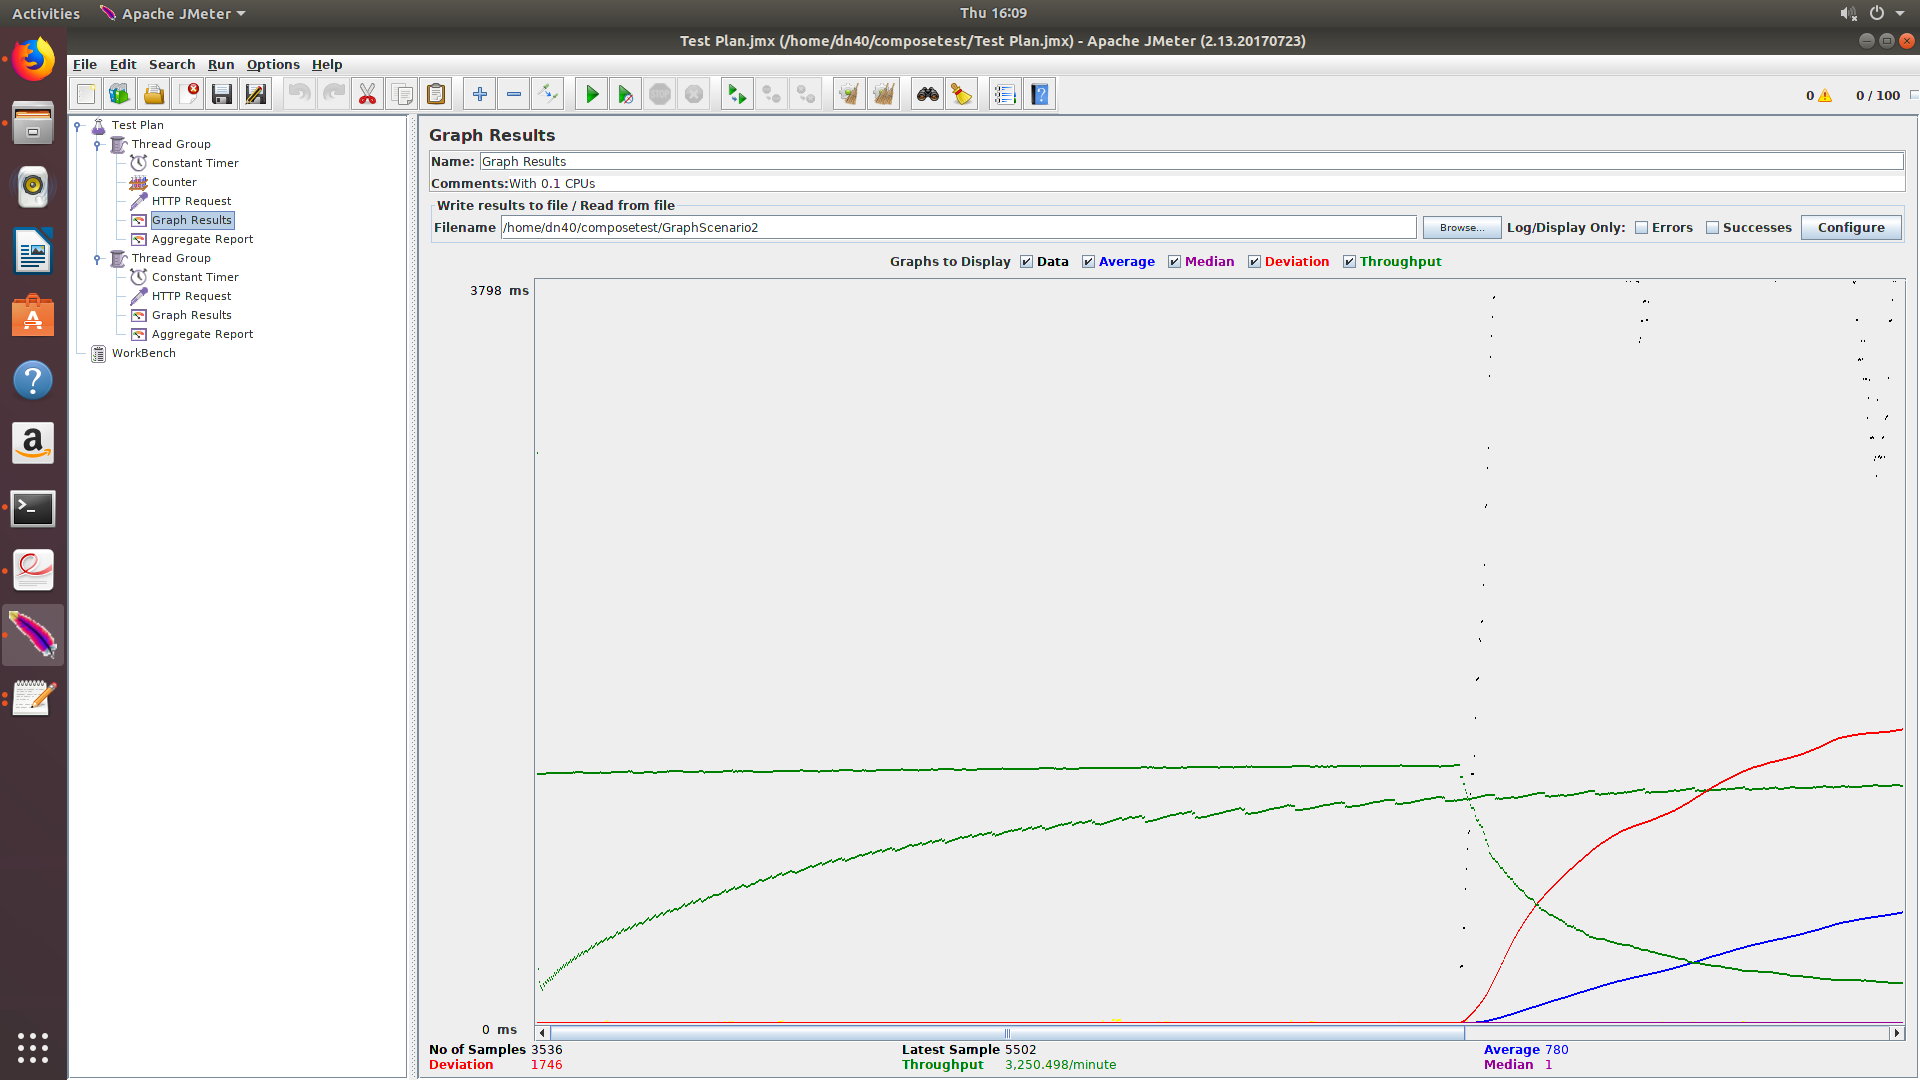 Activities Apache JMeter Thu 16:09
Test Plan.jmx (/home/dn40/composetest/Test Plan.jmx) - Apache JMeter (2.13.20170723)
File Edit Search Run Options Help
0 0 / 100
Test Plan
Thread Group
Constant Timer
Counter
HTTP Request
Graph Results
Aggregate Report
Thread Group
Constant Timer
HTTP Request
Graph Results
Aggregate Report
WorkBench
Graph Results
Name: Graph Results
Comments: With 0.1 CPUs
Write results to file / Read from file
Filename /home/dn40/composetest/GraphScenario2 Browse... Log/Display Only: Errors Successes Configure
Graphs to Display Data Average Median Deviation Throughput
3798 ms
0 ms
No of Samples 3536 Latest Sample 5502 Average 780
Deviation 1746 Throughput 3,250.498/minute Median 1